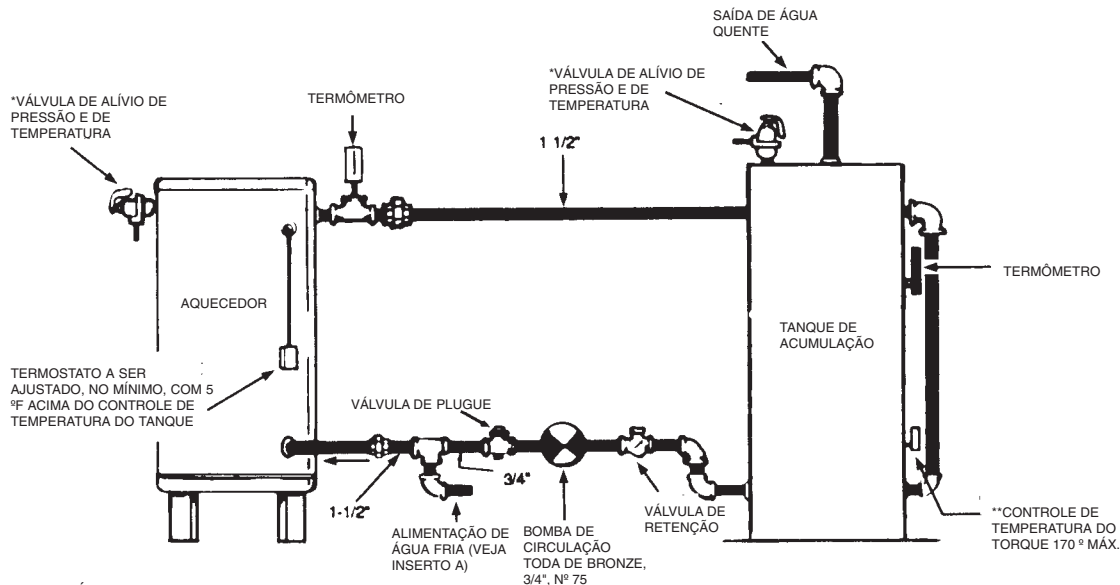 SAÍDA DE ÁGUA
QUENTE
*VÁLVULA DE ALÍVIO DE
PRESSÃO E DE
TEMPERATURA
TERMÔMETRO
*VÁLVULA DE ALÍVIO DE
PRESSÃO E DE
TEMPERATURA
1 1/2"
TERMÔMETRO
AQUECEDOR
TANQUE DE
ACUMULAÇÃO
TERMOSTATO A SER
AJUSTADO, NO MÍNIMO, COM 5
ºF ACIMA DO CONTROLE DE
TEMPERATURA DO TANQUE
VÁLVULA DE PLUGUE
3/4"
1-1/2"
ALIMENTAÇÃO DE
ÁGUA FRIA (VEJA
INSERTO A)
BOMBA DE
CIRCULAÇÃO
TODA DE BRONZE,
3/4", Nº 75
VÁLVULA DE
RETENÇÃO
**CONTROLE DE
TEMPERATURA DO
TORQUE 170 º MÁX.